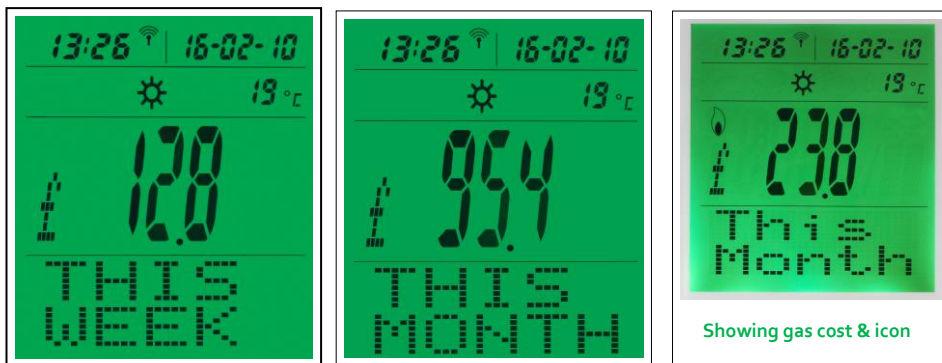 13:26 16-02-10
19 °C
£ 12.8
THIS
WEEK
13:26 16-02-10
19 °C
£ 95.4
THIS
MONTH
13:26 16-02-10
19 °C
£ 23.8
This
Month
Showing gas cost & icon